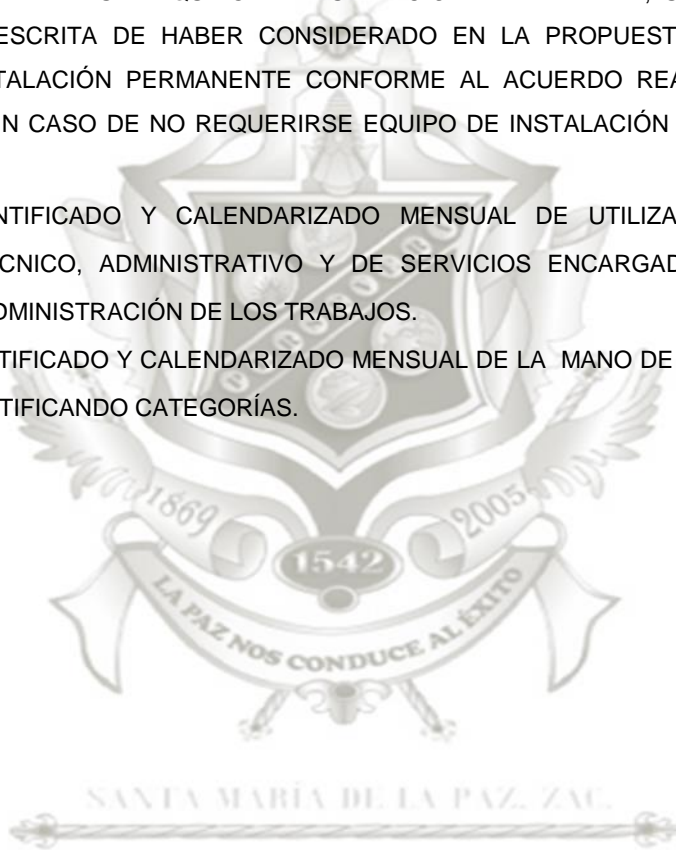 ESCRITA DE HABER CONSIDERADO EN LA PROPUEST
TALACIÓN PERMANENTE CONFORME AL ACUERDO REA
N CASO DE NO REQUERIRSE EQUIPO DE INSTALACIÓN
NTIFICADO Y CALENDARIZADO MENSUAL DE UTILIZA
CNICO, ADMINISTRATIVO Y DE SERVICIOS ENCARGAD
DMINISTRACIÓN DE LOS TRABAJOS.
TIFICADO Y CALENDARIZADO MENSUAL DE LA MANO DE
TIFICANDO CATEGORÍAS.
1869 2005
1542
LA PAZ NOS CONDUCE AL ÉXITO
SANTA MARÍA DE LA PAZ, ZAC.